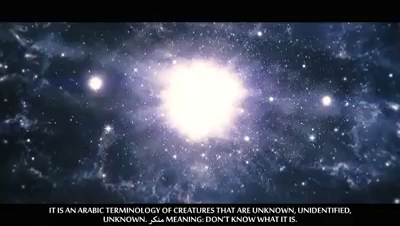 IT IS AN ARABIC TERMINOLOGY OF CREATURES THAT ARE UNKNOWN, UNIDENTIFIED,
UNKNOWN. منكر MEANING: DON'T KNOW WHAT IT IS.